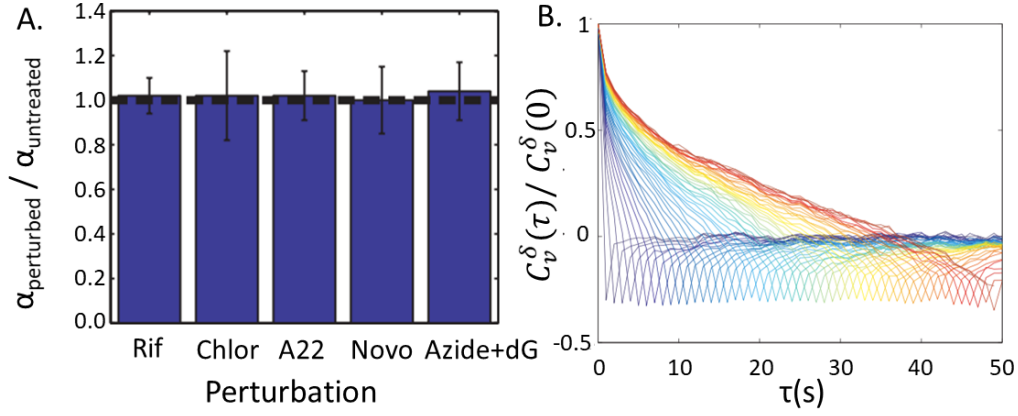 A.
α_perturbed / α_untreated
1.4
1.2
1.0
0.8
0.6
0.4
0.2
0.0
Rif Chlor A22 Novo Azide+dG
Perturbation
B.
C_δ^a(τ) / C_δ^a(0)
1
0.5
0
-0.5
0 10 20 30 40 50
τ(s)